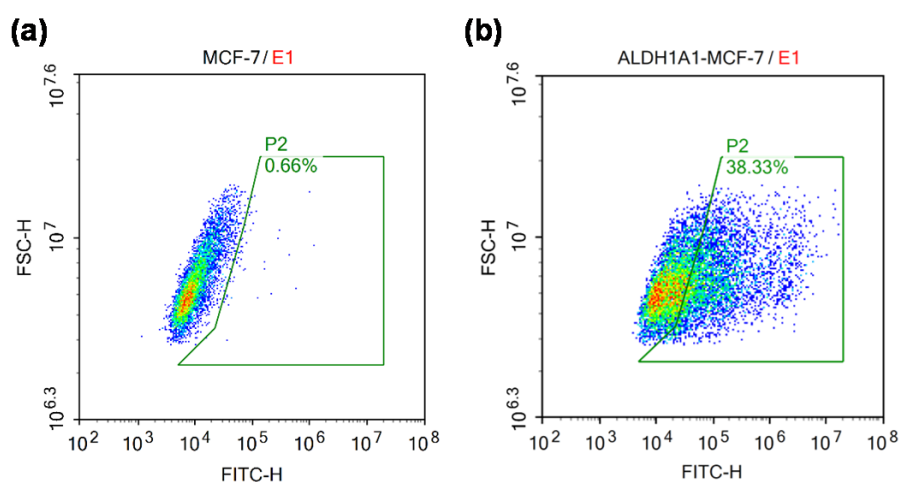 (a)
MCF-7 / E1
10^7.6
P2
0.66%
FSC-H
10^7
10^6.3
10^2 10^3 10^4 10^5 10^6 10^7 10^8
FITC-H
(b)
ALDH1A1-MCF-7 / E1
10^7.6
P2
38.33%
FSC-H
10^7
10^6.3
10^2 10^3 10^4 10^5 10^6 10^7 10^8
FITC-H